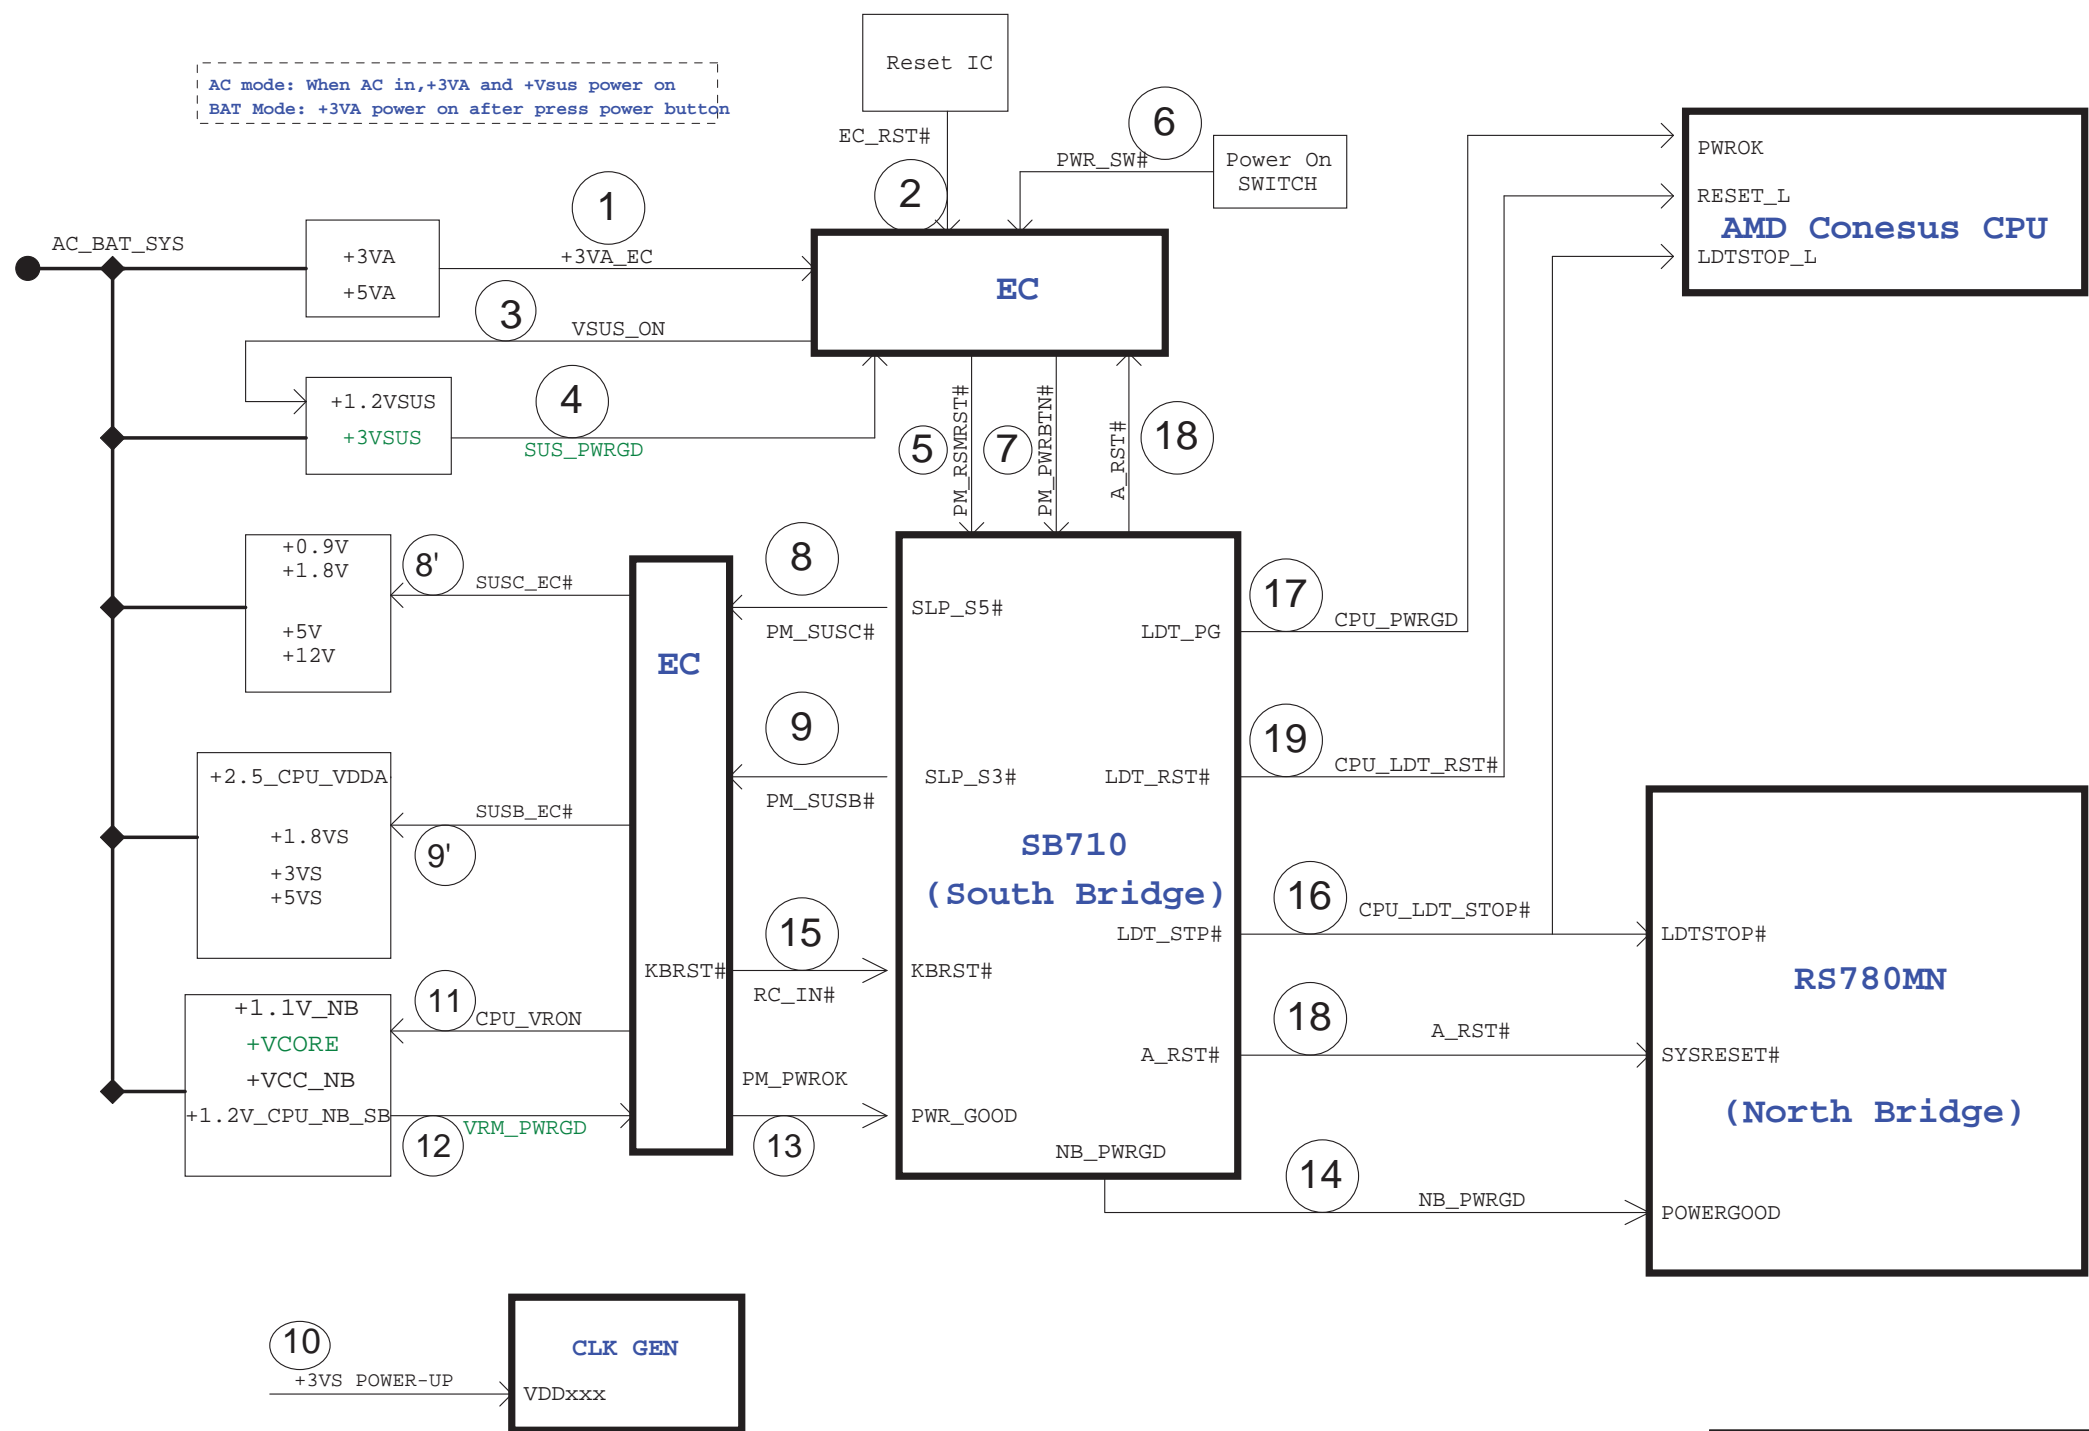 Reset IC
AC mode: When AC in,+3VA and +Vsus power on
BAT Mode: +3VA power on after press power button
EC_RST#
6
PWR_SW#
Power On
SWITCH
PWROK
RESET_L
AMD Conesus CPU
LDTSTOP_L
1
2
AC_BAT_SYS
+3VA
+5VA
+3VA_EC
EC
3
VSUS_ON
+1.2VSUS
+3VSUS
4
SUS_PWRGD
5
PM_RSMRST#
7
PM_PWRBTN#
A_RST#
18
+0.9V
+1.8V
+5V
+12V
8'
SUSC_EC#
EC
8
PM_SUSC#
SLP_S5#
LDT_PG
17
CPU_PWRGD
9
PM_SUSB#
SLP_S3#
LDT_RST#
19
CPU_LDT_RST#
+2.5_CPU_VDDA
+1.8VS
+3VS
+5VS
SUSB_EC#
9'
SB710
(South Bridge)
16
CPU_LDT_STOP#
LDT_STP#
LDTSTOP#
15
KBRST#
RC_IN#
KBRST#
RS780MN
+1.1V_NB
+VCORE
+VCC_NB
+1.2V_CPU_NB_SB
11
CPU_VRON
18
A_RST#
A_RST#
SYSRESET#
12
VRM_PWRGD
PM_PWROK
13
PWR_GOOD
(North Bridge)
NB_PWRGD
14
NB_PWRGD
POWERGOOD
10
+3VS POWER-UP
CLK GEN
VDDxxx